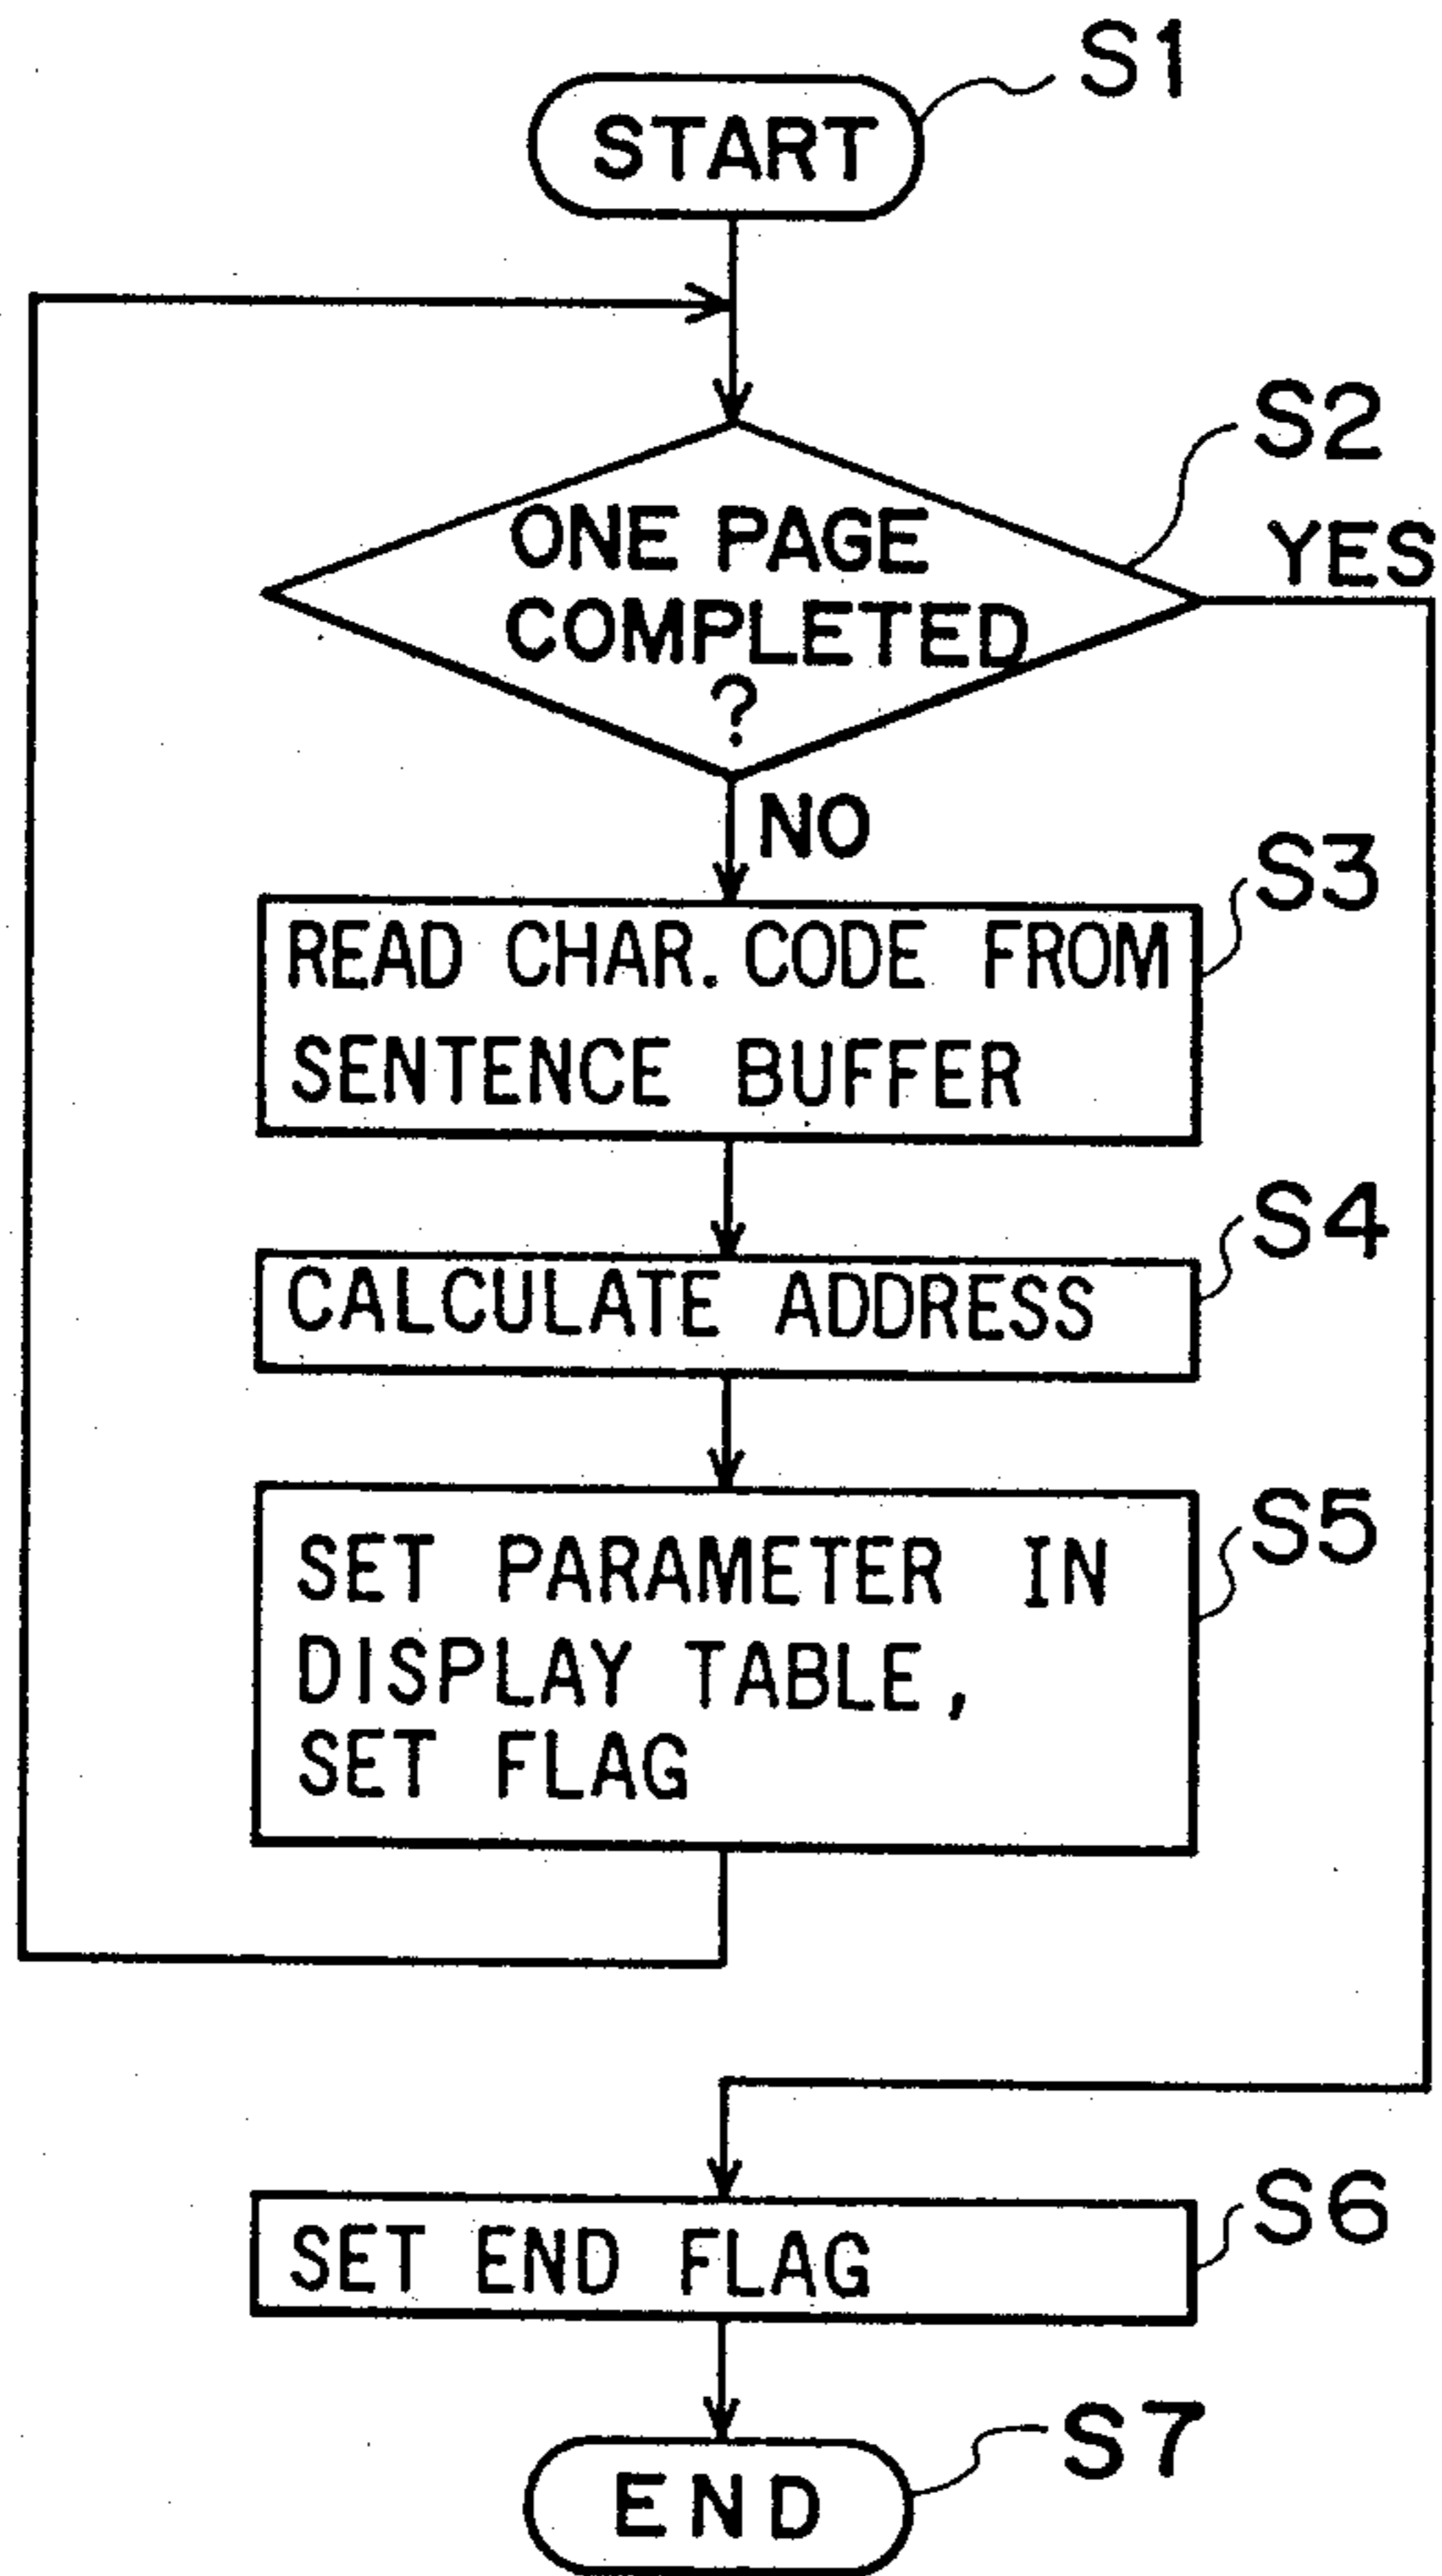 S1
START
S2
ONE PAGE
COMPLETED
?
YES
NO
S3
READ CHAR. CODE FROM
SENTENCE BUFFER
S4
CALCULATE ADDRESS
S5
SET PARAMETER IN
DISPLAY TABLE,
SET FLAG
S6
SET END FLAG
S7
END